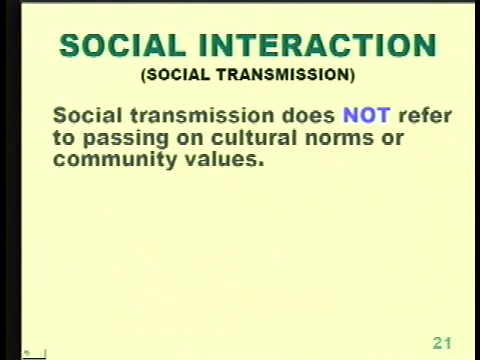 SOCIAL INTERACTION
(SOCIAL TRANSMISSION)
Social transmission does NOT refer
to passing on cultural norms or
community values.
21